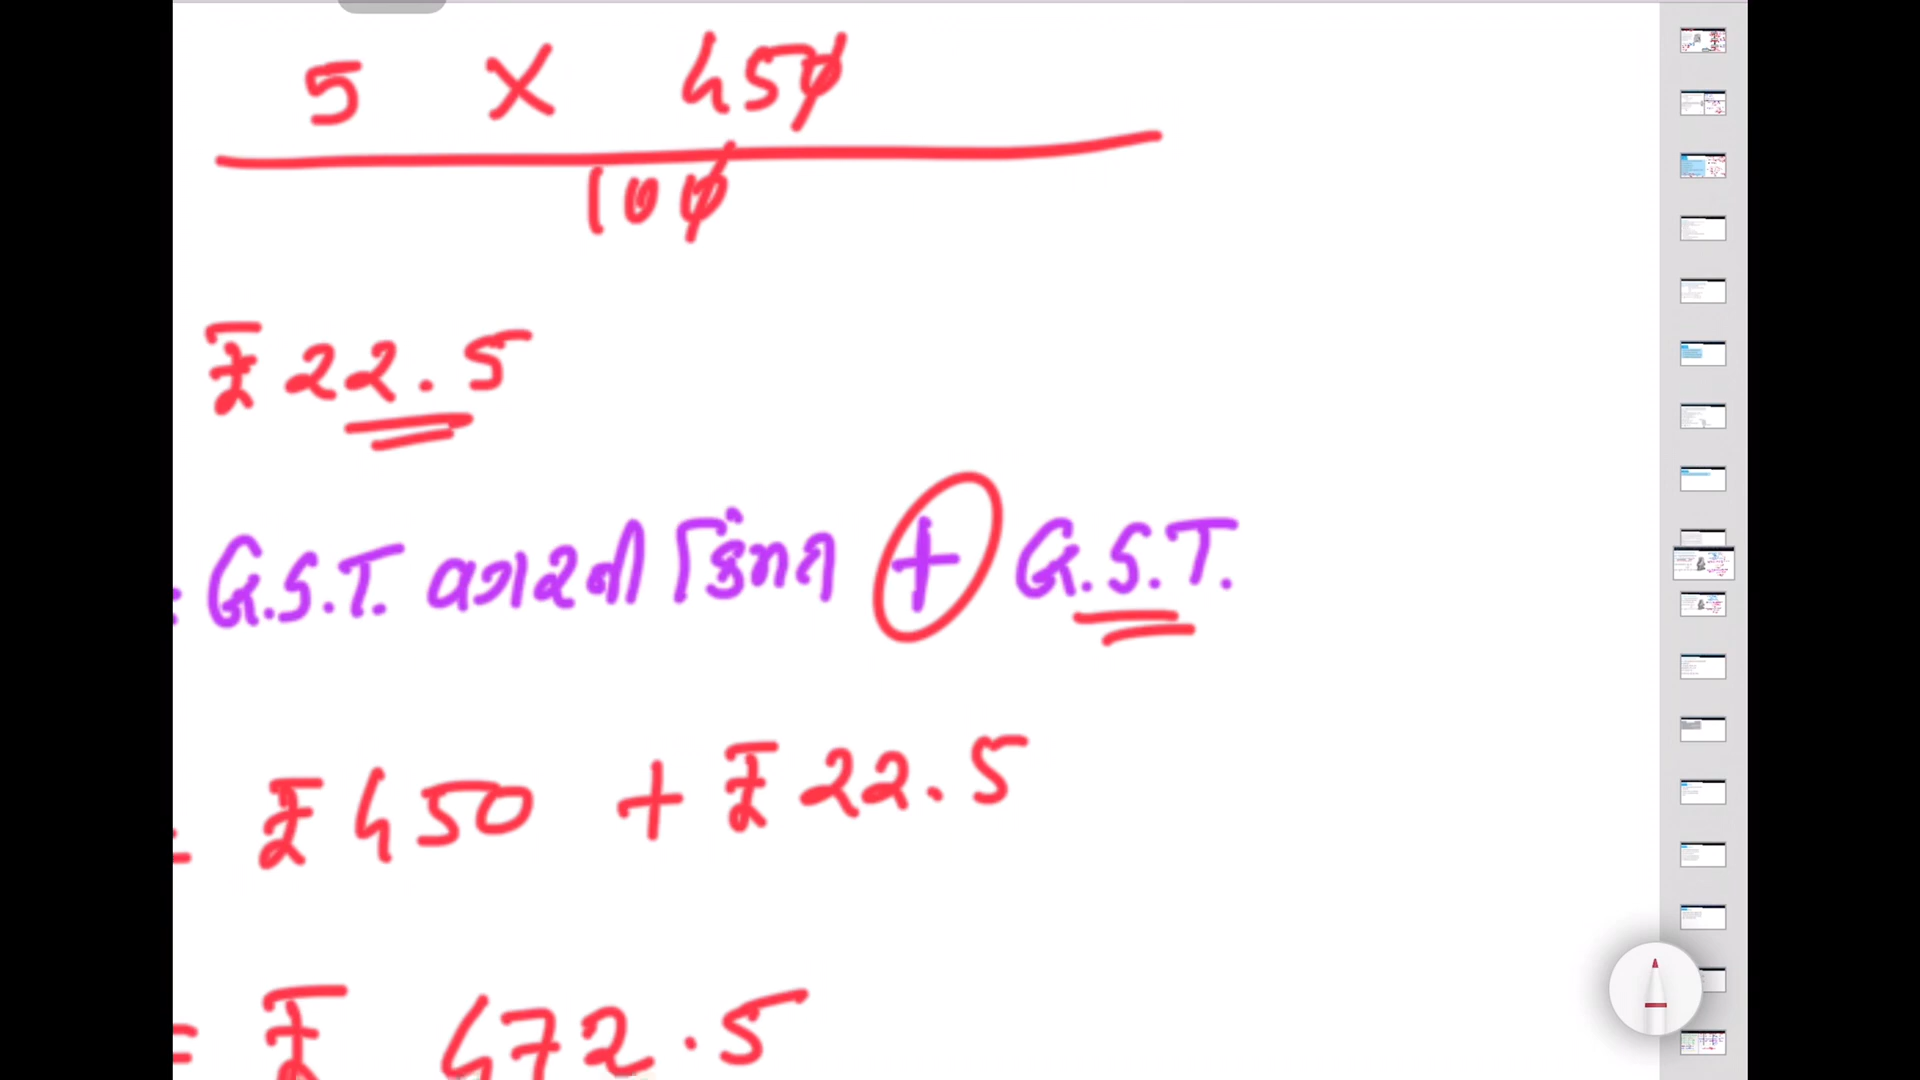 5 × 450
100
₹ 22.5
: G.S.T. વગરની કિંમત + G.S.T.
= ₹ 450 + ₹ 22.5
= ₹ 472.5